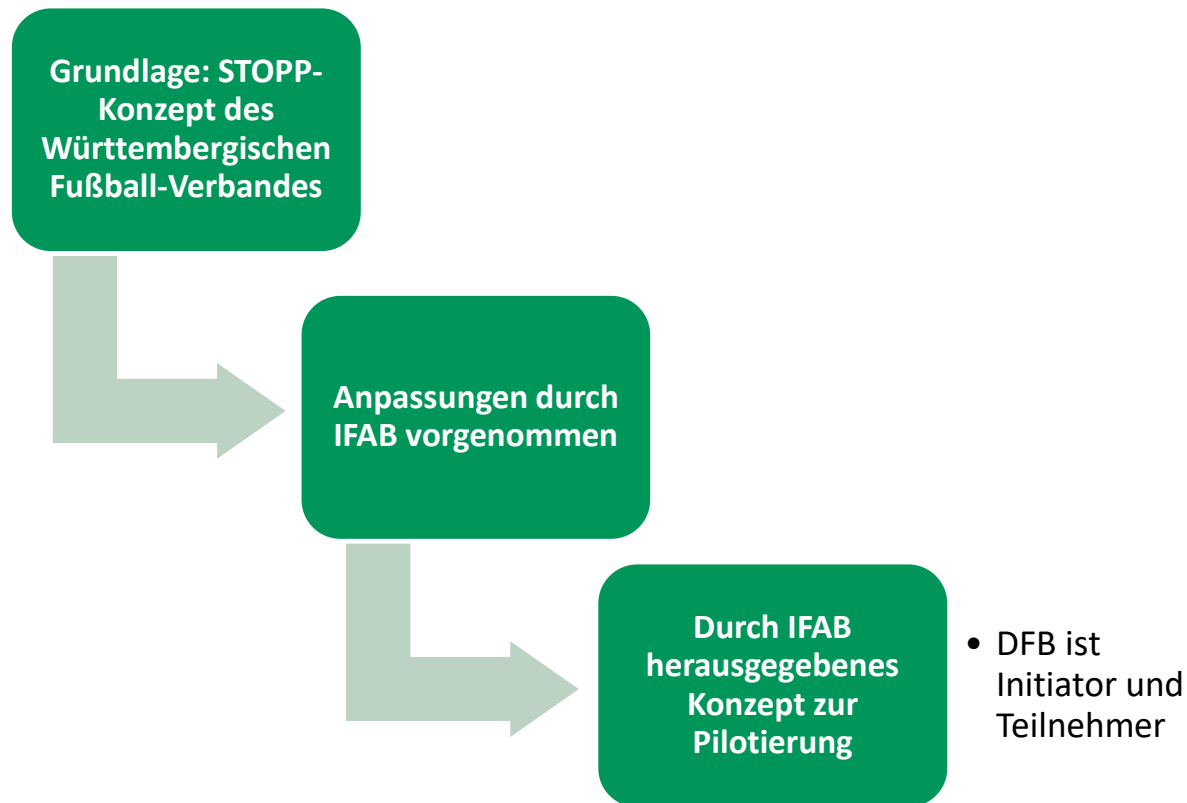 Grundlage: STOPP-
Konzept des
Württembergischen
Fußball-Verbandes
Anpassungen durch
IFAB vorgenommen
Durch IFAB
herausgegebenes
Konzept zur
Pilotierung
• DFB ist
Initiator und
Teilnehmer